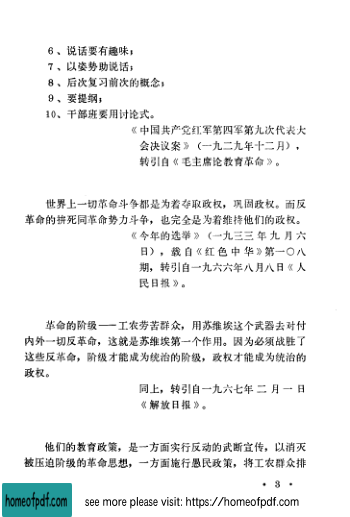 6、说话要有趣味；
7、以姿势助说话；
8、后次复习前次的概念；
9、要提纲；
10、干部班要用讨论式。
《中国共产党红军第四军第九次代表大
会决议案》（一九二九年十二月），
转引自《毛主席论教育革命》。
世界上一切革命斗争都是为着夺取政权，巩固政权。而反
革命的拚死同革命势力斗争，也完全是为着维持他们的政权。
《今年的选举》（一九三三年九月六
日），载自《红色中华》第一〇八
期，转引自一九六六年八月八日《人
民日报》。
革命的阶级——工农劳苦群众，用苏维埃这个武器去对付
内外一切反革命，这就是苏维埃第一个作用。因为必须战胜了
这些反革命，阶级才能成为统治的阶级，政权才能成为统治的
政权。
同上，转引自一九六七年二月一日
《解放日报》。
他们的教育政策，是一方面实行反动的武断宣传，以消灭
被压迫阶级的革命思想，一方面施行愚民政策，将工农群众排
• 3 •
homeofpdf.com see more please visit: https://homeofpdf.com